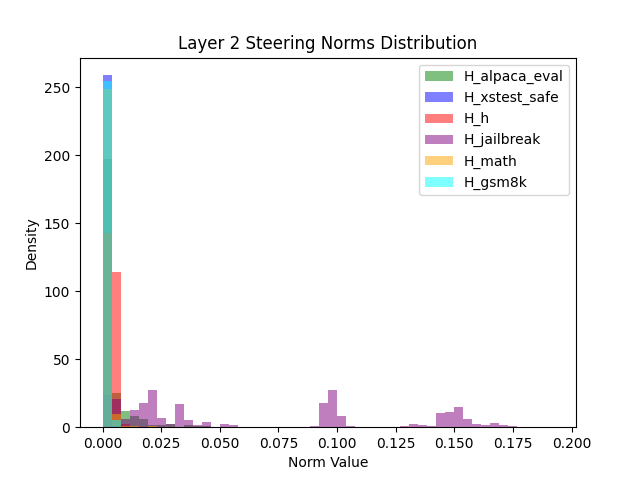 Layer 2 Steering Norms Distribution
H_alpaca_eval
H_xstest_safe
H_h
H_jailbreak
H_math
H_gsm8k
Density
250
200
150
100
50
0
0.000 0.025 0.050 0.075 0.100 0.125 0.150 0.175 0.200
Norm Value